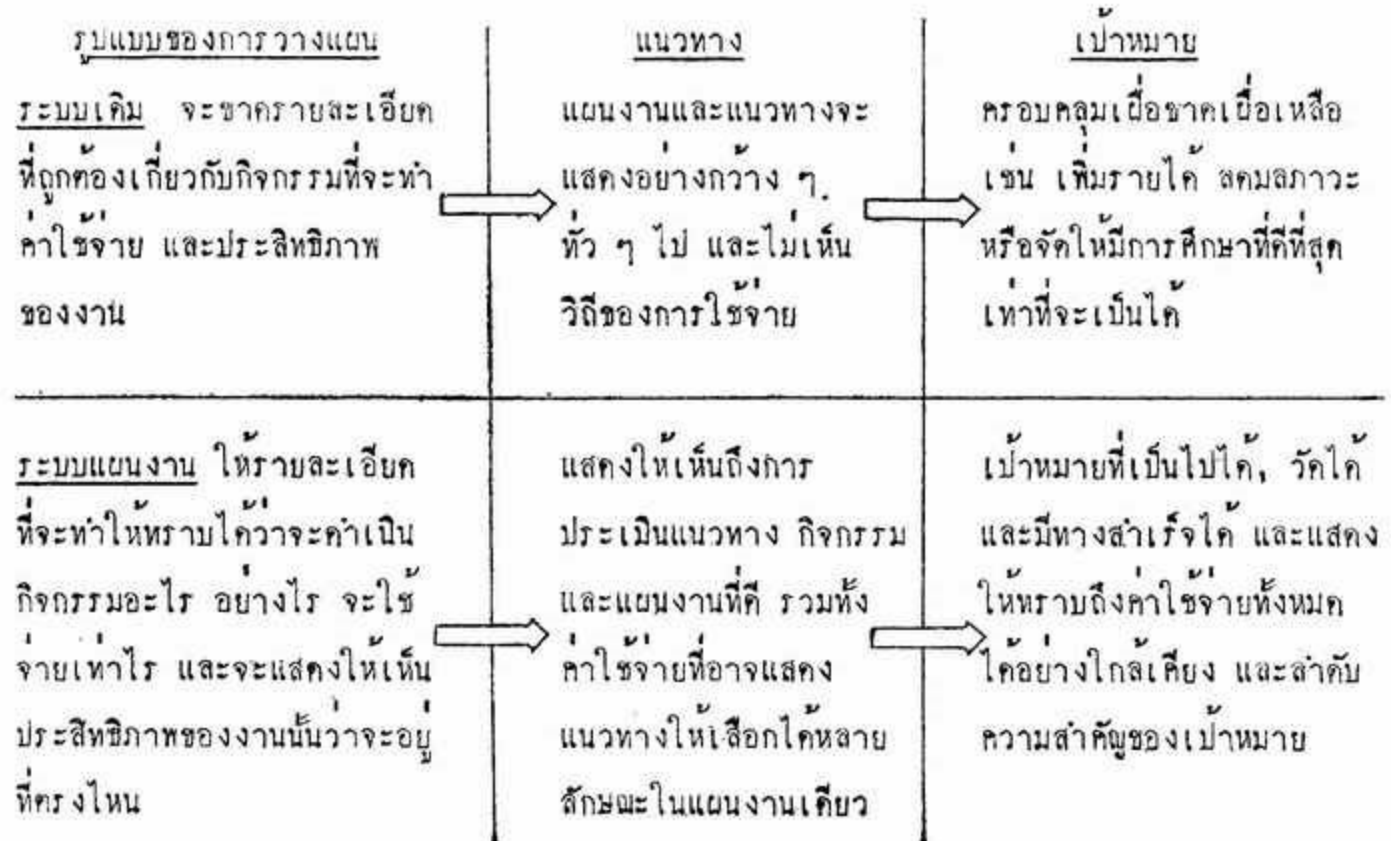 รูปแบบของการวางแผน
แนวทาง
เป้าหมาย
ระบบเดิม จะขาดรายละเอียด
ที่ถูกต้องเกี่ยวกับกิจกรรมที่จะทำ
ค่าใช้จ่าย และประสิทธิภาพ
ของงาน
แผนงานและแนวทางจะ
แสดงอย่างกว้าง ๆ
ทั่ว ๆ ไป และไม่เห็น
วิถีของการใช้จ่าย
ครอบคลุมเผื่อขาดเผื่อเหลือ
เช่น เพิ่มรายได้ ลดมลภาวะ
หรือจัดให้มีการศึกษาที่ดีที่สุด
เท่าที่จะเป็นได้
ระบบแผนงาน ให้รายละเอียด
ที่จะทำให้ทราบได้ว่าจะดำเนิน
กิจกรรมอะไร อย่างไร จะใช้
จ่ายเท่าไร และจะแสดงให้เห็น
ประสิทธิภาพของงานนั้นว่าจะอยู่
ที่ตรงไหน
แสดงให้เห็นถึงการ
ประเมินแนวทาง กิจกรรม
และแผนงานที่ดี รวมทั้ง
ค่าใช้จ่ายที่อาจแสดง
แนวทางให้เลือกได้หลาย
ลักษณะในแผนงานเดียว
เป้าหมายที่เป็นไปได้, วัดได้
และมีทางสำเร็จได้ และแสดง
ให้ทราบถึงค่าใช้จ่ายทั้งหมด
ได้อย่างใกล้เคียง และลำดับ
ความสำคัญของเป้าหมาย